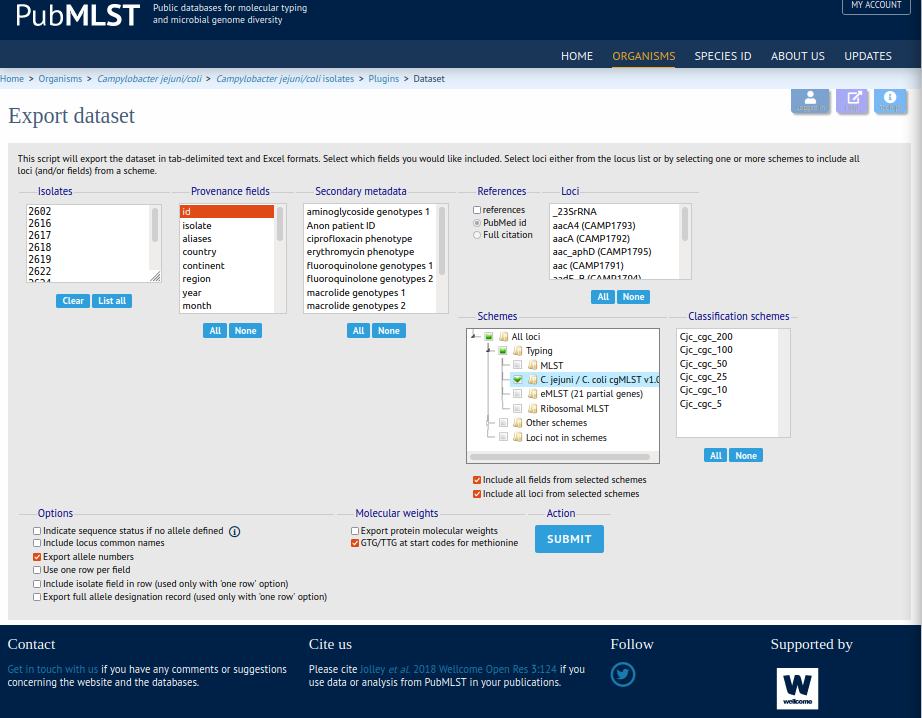 PubMLST
Public databases for molecular typing
and microbial genome diversity
MY ACCOUNT
HOME ORGANISMS SPECIES ID ABOUT US UPDATES
Home > Organisms > Campylobacter jejuni/coli > Campylobacter jejuni/coli isolates > Plugins > Dataset
Export dataset
This script will export the dataset in tab-delimited text and Excel formats. Select which fields you would like included. Select loci either from the locus list or by selecting one or more schemes to include all
loci (and/or fields) from a scheme.
Isolates
2602
2616
2617
2618
2619
2622
Clear List all
Provenance fields
id
isolate
aliases
country
continent
region
year
month
All None
Secondary metadata
aminoglycoside genotypes 1
Anon patient ID
ciprofloxacin phenotype
erythromycin phenotype
fluoroquinolone genotypes 1
fluoroquinolone genotypes 2
macrolide genotypes 1
macrolide genotypes 2
All None
References
references
PubMed id
Full citation
Loci
_23SrRNA
aacA4 (CAMP1793)
aacA (CAMP1792)
aac_aphD (CAMP1795)
aac (CAMP1791)
aadE_B (CAMP1794)
All None
Schemes
All loci
Typing
MLST
C. jejuni / C. coli cgMLST v1.0
eMLST (21 partial genes)
Ribosomal MLST
Other schemes
Loci not in schemes
Include all fields from selected schemes
Include all loci from selected schemes
Classification schemes
Cjc_cgc_200
Cjc_cgc_100
Cjc_cgc_50
Cjc_cgc_25
Cjc_cgc_10
Cjc_cgc_5
All None
Options
Indicate sequence status if no allele defined i
Include locus common names
Export allele numbers
Use one row per field
Include isolate field in row (used only with 'one row' option)
Export full allele designation record (used only with 'one row' option)
Molecular weights
Export protein molecular weights
GTG/TTG at start codes for methionine
Action
SUBMIT
Contact
Get in touch with us if you have any comments or suggestions
concerning the website and the databases.
Cite us
Please cite Jolley et al. 2018 Wellcome Open Res 3:124 if you
use data or analysis from PubMLST in your publications.
Follow
Supported by
W
wellcome